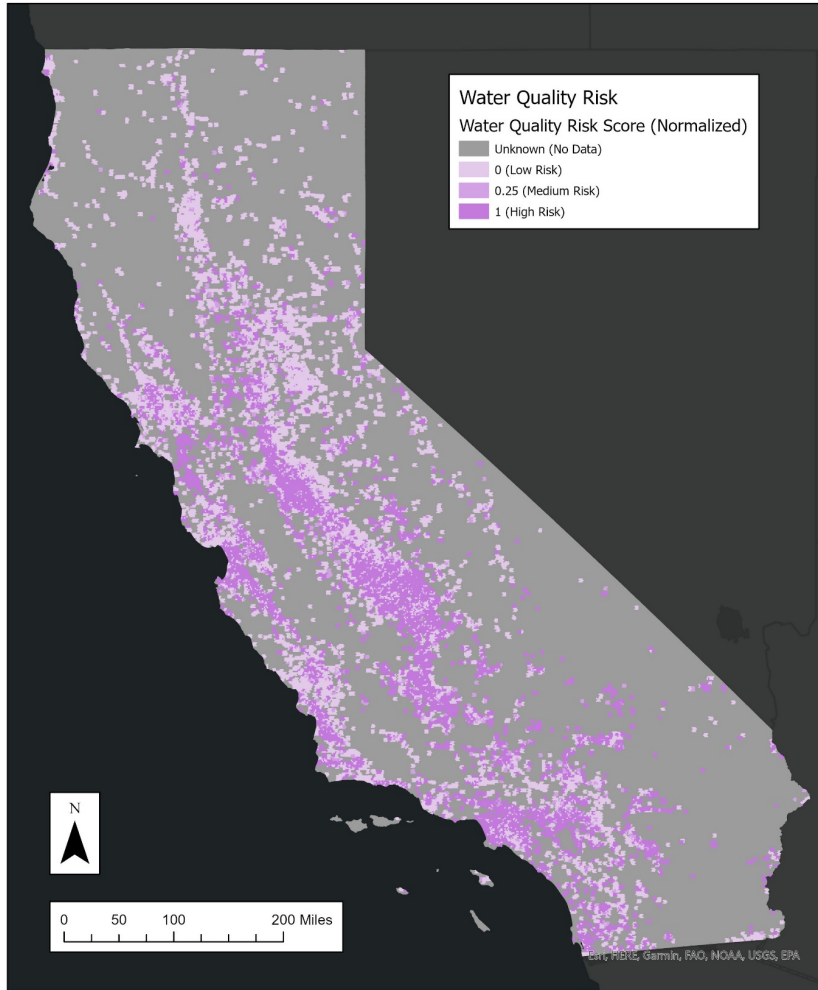 Water Quality Risk
Water Quality Risk Score (Normalized)
Unknown (No Data)
0 (Low Risk)
0.25 (Medium Risk)
1 (High Risk)
N
0 50 100 200 Miles
Esri, HERE, Garmin, FAO, NOAA, USGS, EPA